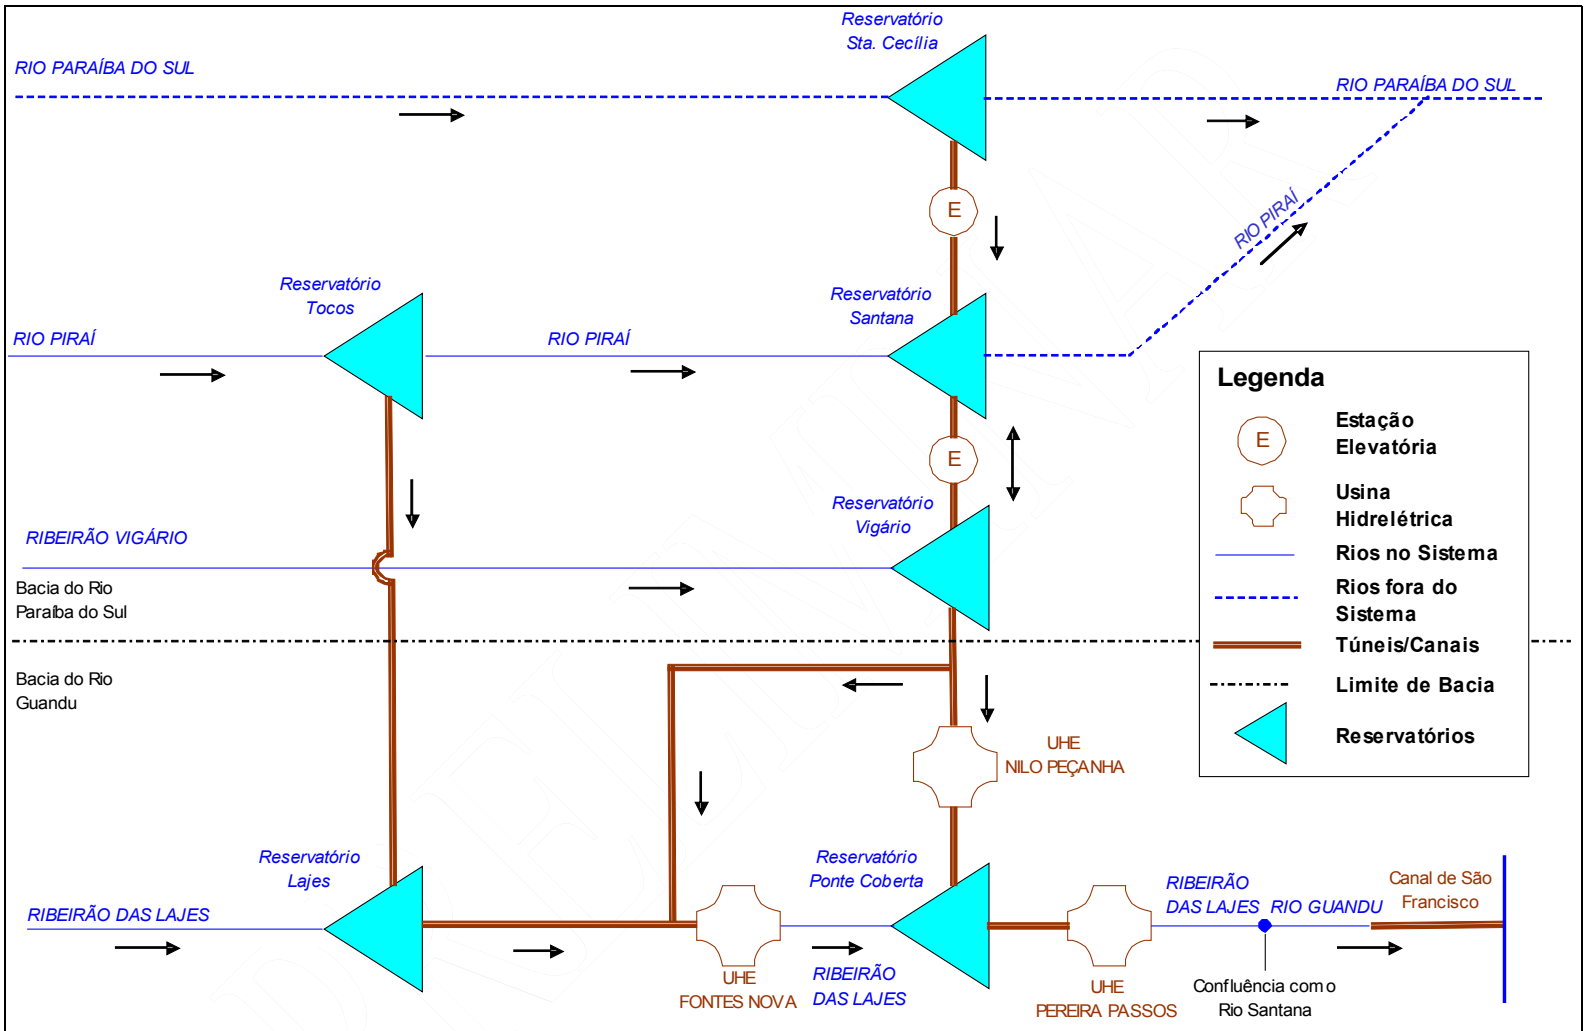 Reservatório
Sta. Cecília
RIO PARAÍBA DO SUL
RIO PARAÍBA DO SUL
E
RIO PIRAÍ
Reservatório
Tocos
Reservatório
Santana
RIO PIRAÍ
RIO PIRAÍ
Legenda
E
Estação
Elevatória
Usina
Hidrelétrica
Rios no Sistema
Rios fora do
Sistema
Túneis/Canais
Limite de Bacia
Reservatórios
E
Reservatório
Vigário
RIBEIRÃO VIGÁRIO
Bacia do Rio
Paraíba do Sul
Bacia do Rio
Guandu
UHE
NILO PEÇANHA
Reservatório
Lajes
Reservatório
Ponte Coberta
RIBEIRÃO DAS LAJES
RIBEIRÃO
DAS LAJES
RIO GUANDU
Canal de São
Francisco
UHE
FONTES NOVA
RIBEIRÃO
DAS LAJES
UHE
PEREIRA PASSOS
Confluência com o
Rio Santana